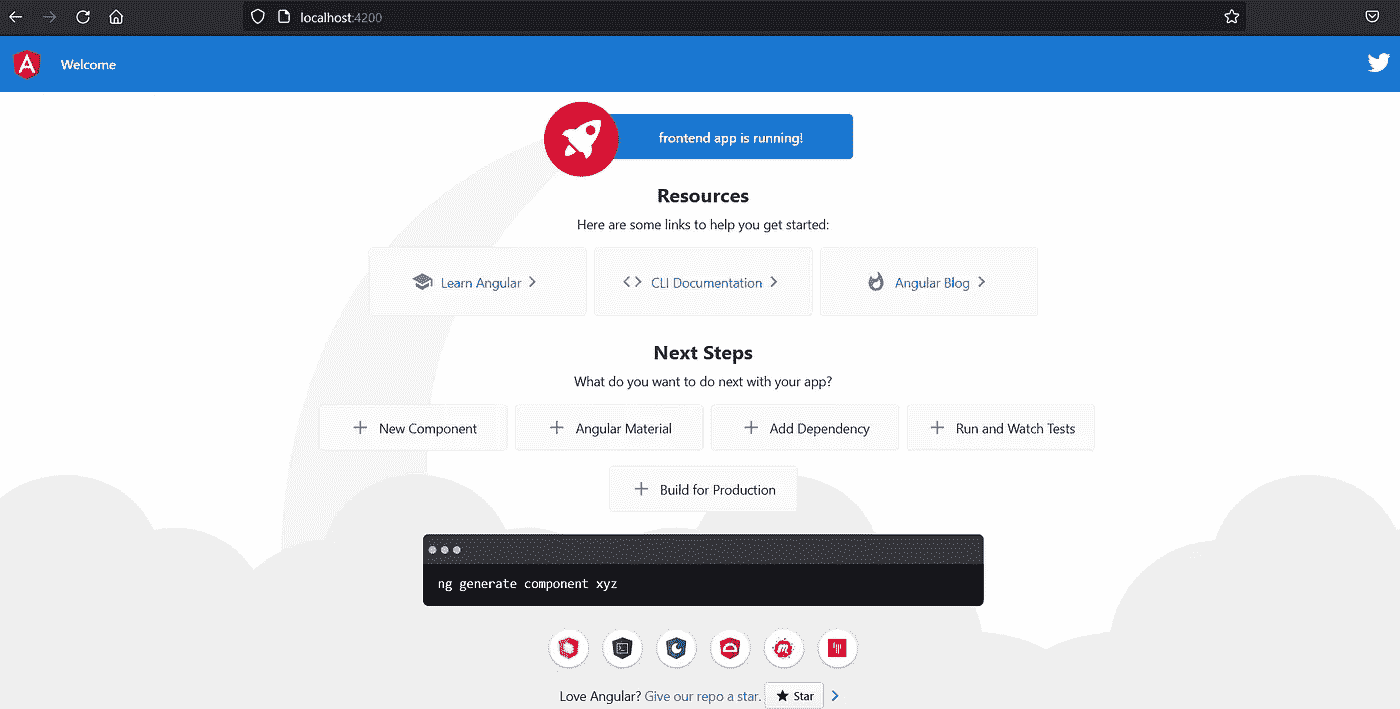 localhost:4200
Welcome
frontend app is running!
Resources
Here are some links to help you get started:
Learn Angular
CLI Documentation
Angular Blog
Next Steps
What do you want to do next with your app?
New Component
Angular Material
Add Dependency
Run and Watch Tests
Build for Production
ng generate component xyz
Love Angular? Give our repo a star. Star